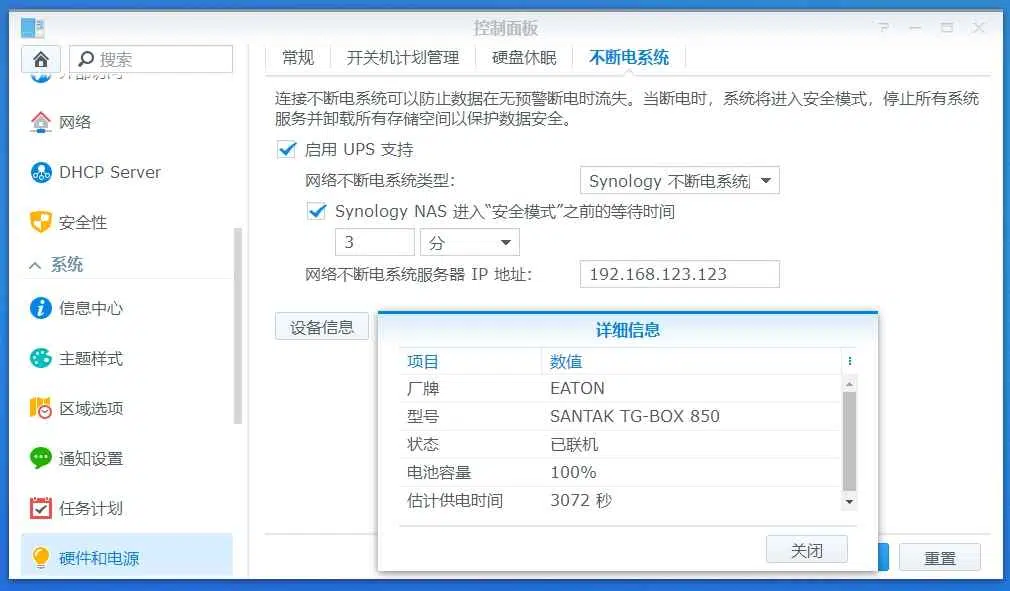 控制面板
搜索
常规 开关机计划管理 硬盘休眠 不断电系统
外部访问
网络
DHCP Server
安全性
系统
信息中心
主题样式
区域选项
通知设置
任务计划
硬件和电源
连接不断电系统可以防止数据在无预警断电时流失。当断电时，系统将进入安全模式，停止所有系统
服务并卸载所有存储空间以保护数据安全。
启用 UPS 支持
网络不断电系统类型：
Synology 不断电系统
Synology NAS 进入“安全模式”之前的等待时间
3 分
网络不断电系统服务器 IP 地址：
192.168.123.123
设备信息
详细信息
项目 数值
厂牌 EATON
型号 SANTAK TG-BOX 850
状态 已联机
电池容量 100%
估计供电时间 3072 秒
关闭
重置